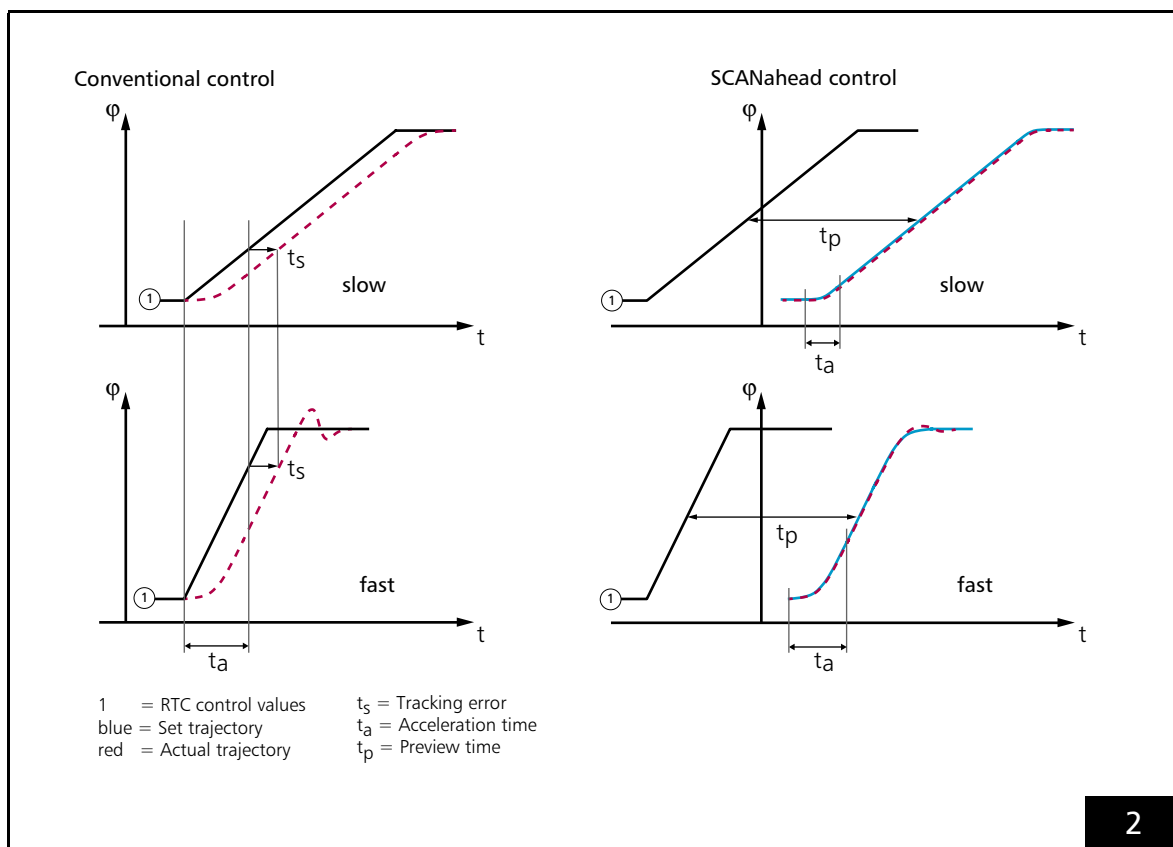 Conventional control
φ
1
ts
slow
t
φ
1
ts
fast
t
ta
SCANahead control
φ
tp
1
slow
t
ta
φ
tp
1
fast
t
ta
1 = RTC control values
blue = Set trajectory
red = Actual trajectory
ts = Tracking error
ta = Acceleration time
tp = Preview time
2